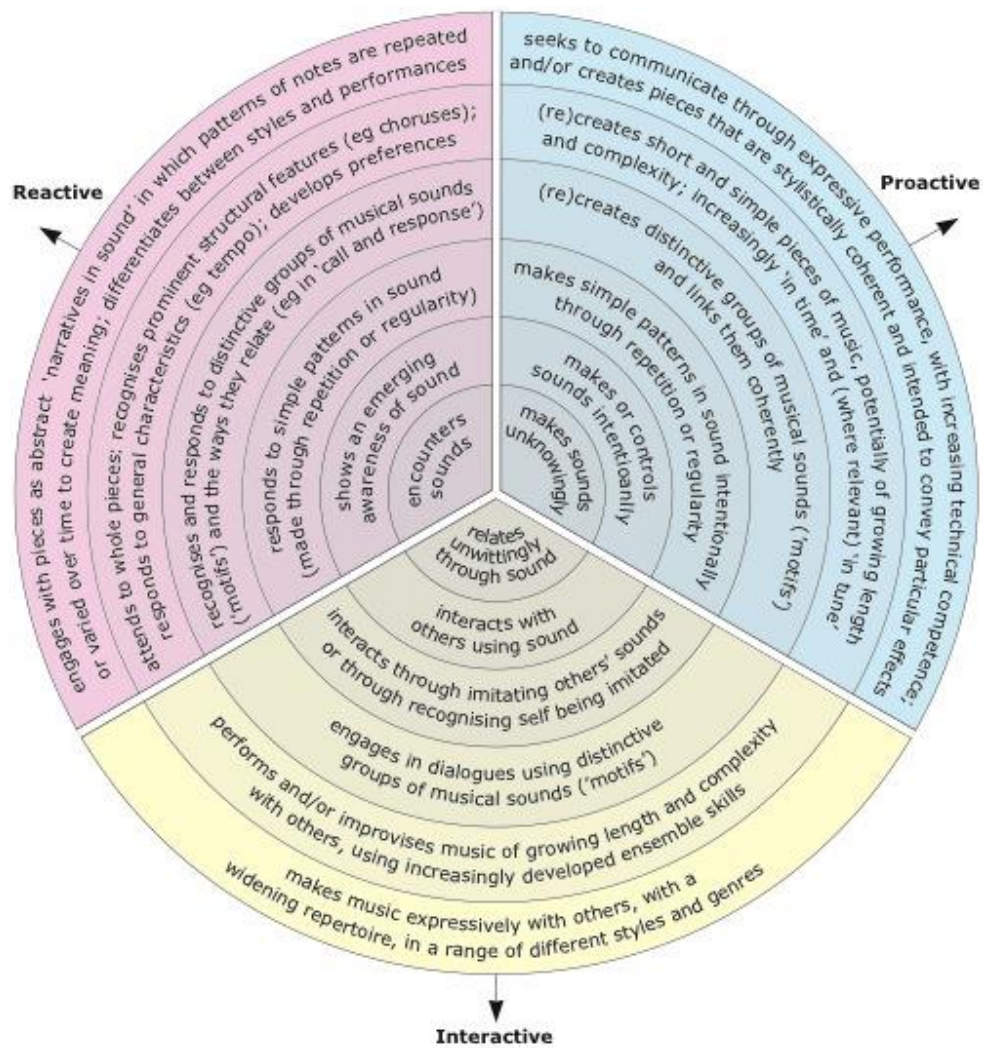 Reactive
engages with pieces as abstract 'narratives in sound' in which patterns of notes are repeated
or varied over time to create meaning; differentiates between styles and performances
attends to whole pieces: recognises prominent structural features (eg choruses);
responds to general characteristics (eg tempo); develops preferences
recognises and responds to distinctive groups of musical sounds
('motifs') and the ways they relate (eg in 'call and response')
responds to simple patterns in sound
(made through repetition or regularity)
shows an emerging
awareness of sound
encounters
sounds
Proactive
seeks to communicate through expressive performance, with increasing technical competence;
and/or creates pieces that are stylistically coherent and intended to convey particular effects
(re)creates short and simple pieces of music, potentially of growing length
and complexity; increasingly 'in time' and (where relevant) 'in tune'
(re)creates distinctive groups of musical sounds ('motifs')
and links them coherently
makes simple patterns in sound intentionally
through repetition or regularity
makes or controls
sounds intentioanlly
makes sounds
unknowingly
relates
unwittingly
through sound
interacts with
others using sound
interacts through imitating others' sounds
or through recognising self being imitated
engages in dialogues using distinctive
groups of musical sounds ('motifs')
performs and/or improvises music of growing length and complexity
with others, using increasingly developed ensemble skills
makes music expressively with others, with a
widening repertoire, in a range of different styles and genres
Interactive